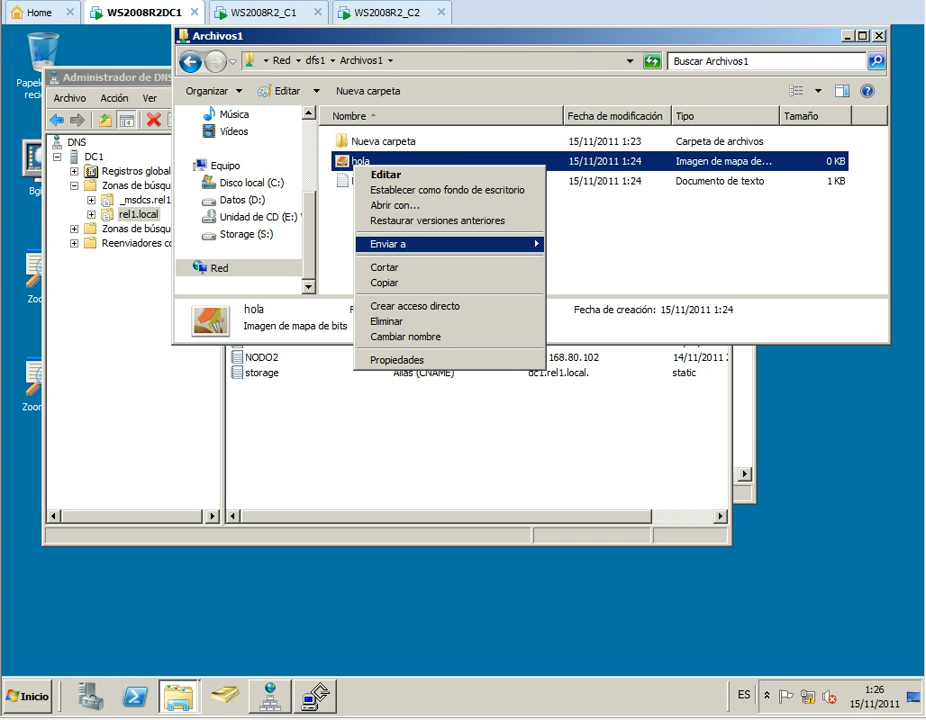 Home
WS2008R2DC1
WS2008R2_C1
WS2008R2_C2
Archivos1
Red
dfs1
Archivos1
Buscar Archivos1
Organizar
Editar
Nueva carpeta
Música
Vídeos
Equipo
Disco local (C:)
Datos (D:)
Unidad de CD (E:)
Storage (S:)
Red
Nombre
Fecha de modificación
Tipo
Tamaño
Nueva carpeta
15/11/2011 1:23
Carpeta de archivos
hola
15/11/2011 1:24
Imagen de mapa de...
0 KB
15/11/2011 1:24
Documento de texto
1 KB
Editar
Establecer como fondo de escritorio
Abrir con...
Restaurar versiones anteriores
Enviar a
Cortar
Copiar
Crear acceso directo
Eliminar
Cambiar nombre
Propiedades
hola
Imagen de mapa de bits
Fecha de creación: 15/11/2011 1:24
Administrador de DNS
Archivo
Acción
Ver
DNS
DC1
Registros global
Zonas de búsqu
_msdcs.rel1
rel1.local
Zonas de búsqu
Reenviadores co
NODO2
168.80.102
14/11/2011
storage
Alias (CNAME)
dc1.rel1.local.
static
Papele
reci
Bgi
Zoo
Zoor
Inicio
ES
1:26
15/11/2011